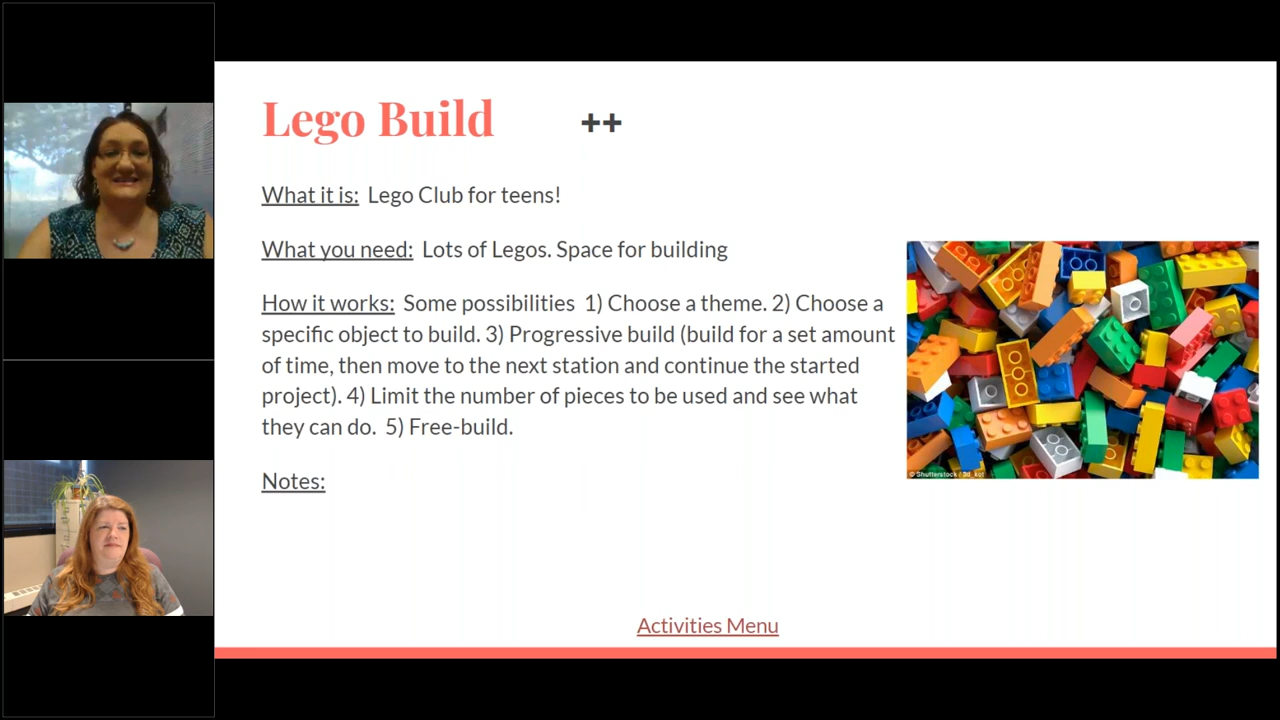 Lego Build ++
What it is: Lego Club for teens!
What you need: Lots of Legos. Space for building
How it works: Some possibilities 1) Choose a theme. 2) Choose a
specific object to build. 3) Progressive build (build for a set amount
of time, then move to the next station and continue the started
project). 4) Limit the number of pieces to be used and see what
they can do. 5) Free-build.
© Shutterstock / 3d_kot
Notes:
Activities Menu